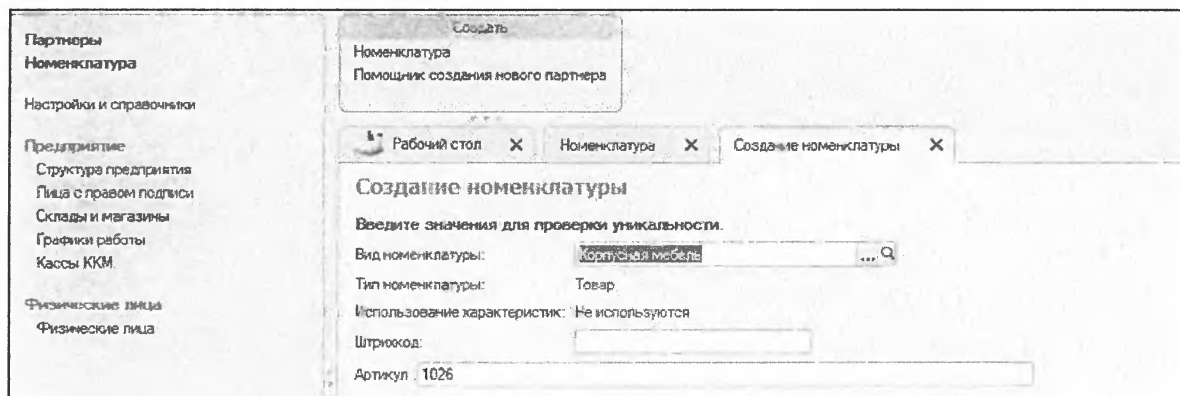 Партнеры
Номенклатура
Настройки и справочники
Предприятие
Структура предприятия
Лица с правом подписи
Склады и магазины
Графики работы
Кассы ККМ
Физические лица
Физические лица
Создать
Номенклатура
Помощник создания нового партнера
Рабочий стол
Номенклатура
Создание номенклатуры
Создание номенклатуры
Введите значения для проверки уникальности.
Вид номенклатуры: Корпусная мебель ...
Тип номенклатуры: Товар
Использование характеристик: Не используются
Штрихкод:
Артикул: 1026